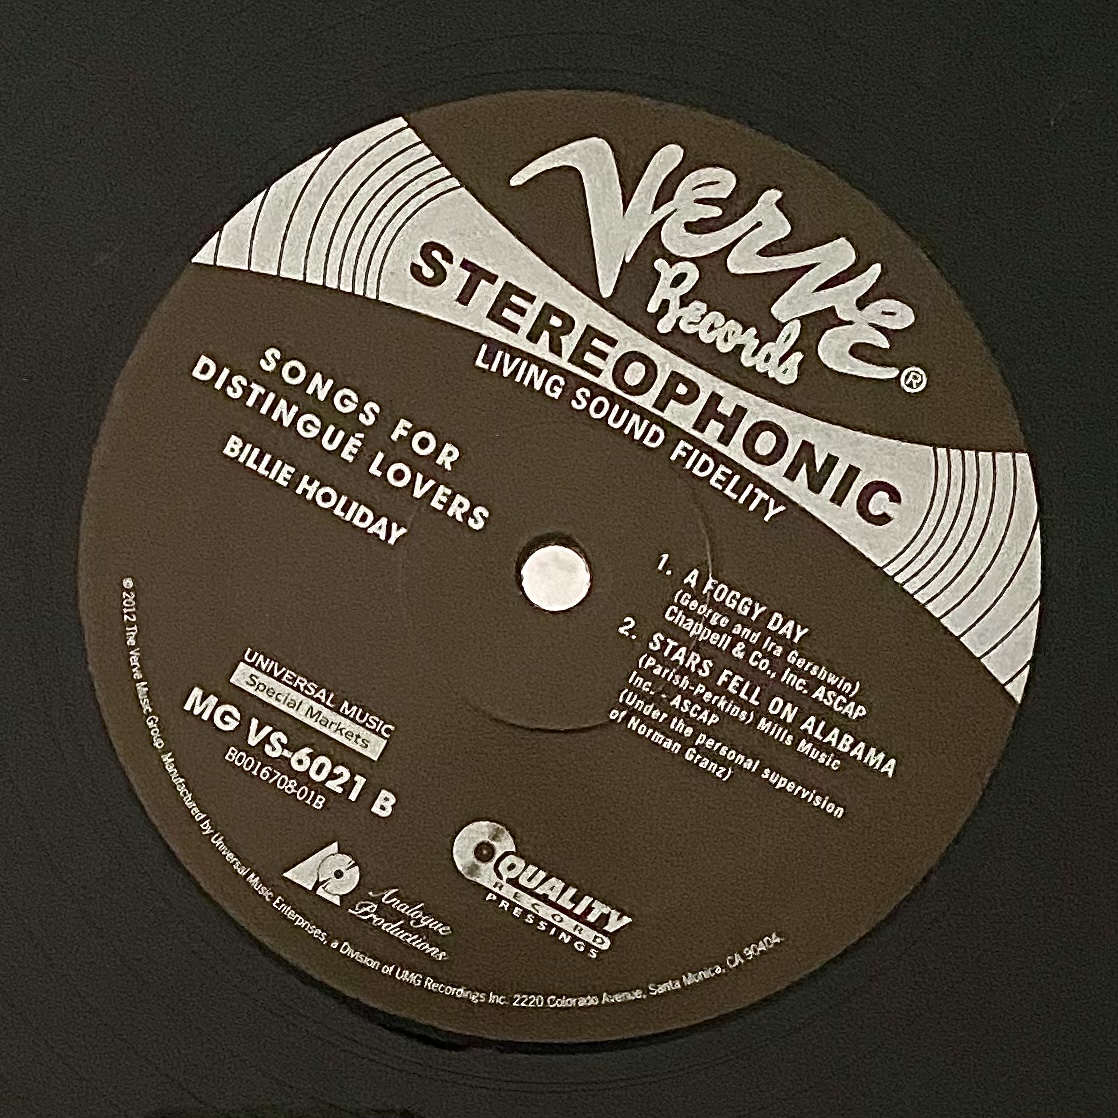 Verve
Records
®
STEREOPHONIC
LIVING SOUND FIDELITY
SONGS FOR
DISTINGUÉ LOVERS
BILLIE HOLIDAY
1. A FOGGY DAY
(George and Ira Gershwin)
Chappell & Co., Inc. ASCAP
2. STARS FELL ON ALABAMA
(Parish-Perkins) Mills Music
Inc. - ASCAP
(Under the personal supervision
of Norman Granz)
UNIVERSAL MUSIC
Special Markets
MG VS-6021 B
B0016708-01B
Analogue
Productions
QUALITY
RECORD
PRESSINGS
℗ 2012 The Verve Music Group. Manufactured by Universal Music Enterprises, a Division of UMG Recordings Inc. 2220 Colorado Avenue, Santa Monica, CA 90404.